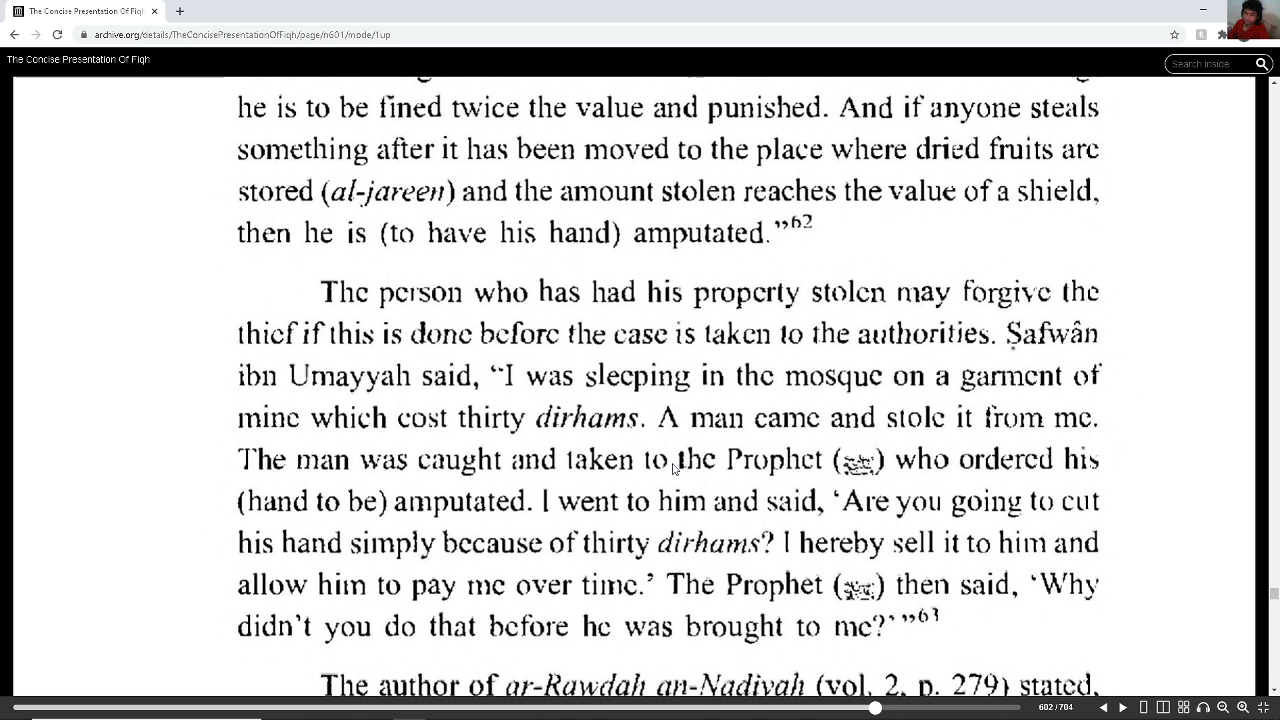 The Concise Presentation Of Fiqh
archive.org/details/TheConcisePresentationOfFiqh/page/n601/mode/1up
The Concise Presentation Of Fiqh
Search inside
he is to be fined twice the value and punished. And if anyone steals
something after it has been moved to the place where dried fruits are
stored (al-jareen) and the amount stolen reaches the value of a shield,
then he is (to have his hand) amputated.”62
The person who has had his property stolen may forgive the
thief if this is done before the case is taken to the authorities. Ṣafwân
ibn Umayyah said, “I was sleeping in the mosque on a garment of
mine which cost thirty dirhams. A man came and stole it from me.
The man was caught and taken to the Prophet (ﷺ) who ordered his
(hand to be) amputated. I went to him and said, ‘Are you going to cut
his hand simply because of thirty dirhams? I hereby sell it to him and
allow him to pay me over time.’ The Prophet (ﷺ) then said, ‘Why
didn’t you do that before he was brought to me?’”63
The author of ar-Rawdah an-Nadiyah (vol. 2, p. 279) stated,
602 / 704